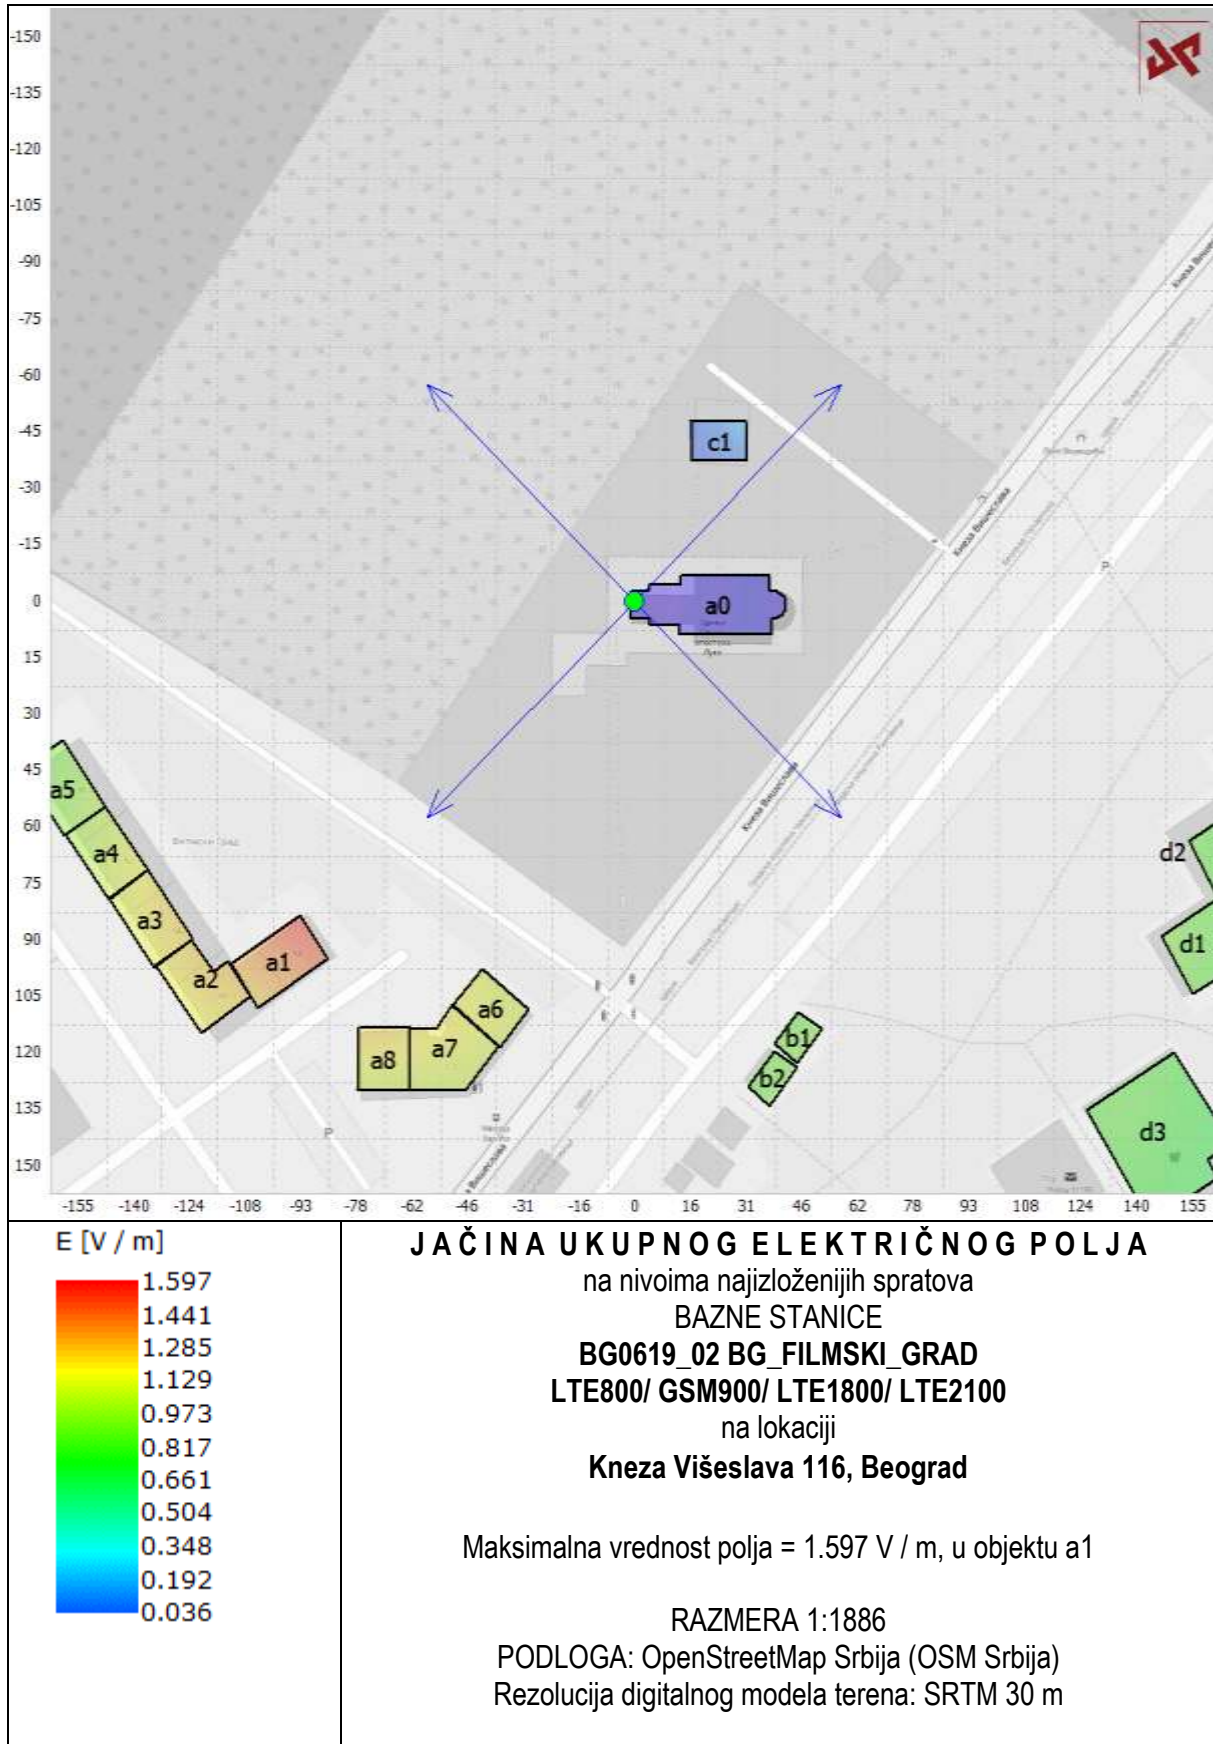 -150
-135
-120
-105
-90
-75
-60
-45
-30
-15
0
15
30
45
60
75
90
105
120
135
150
Кнеза Вишеслава
c1
Кнеза Вишеслава
P
a0
Кнеза Вишеслава
a5
a4
a3
a2
a1
a6
a7
a8
b1
b2
d2
d1
d3
P
-155 -140 -124 -108 -93 -78 -62 -46 -31 -16 0 16 31 46 62 78 93 108 124 140 155
E [V / m]
1.597
1.441
1.285
1.129
0.973
0.817
0.661
0.504
0.348
0.192
0.036
JAČINA UKUPNOG ELEKTRIČNOG POLJA
na nivoima najizloženijih spratova
BAZNE STANICE
BG0619_02 BG_FILMSKI_GRAD
LTE800/ GSM900/ LTE1800/ LTE2100
na lokaciji
Kneza Višeslava 116, Beograd
Maksimalna vrednost polja = 1.597 V / m, u objektu a1
RAZMERA 1:1886
PODLOGA: OpenStreetMap Srbija (OSM Srbija)
Rezolucija digitalnog modela terena: SRTM 30 m